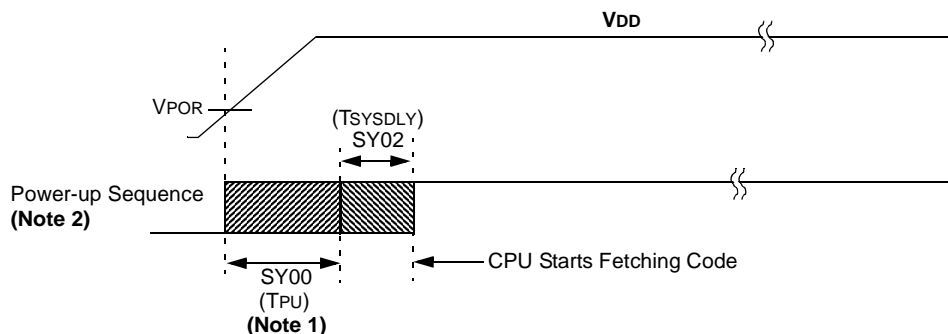 VDD
VPOR
(TSYSDLY)
SY02
Power-up Sequence
(Note 2)
CPU Starts Fetching Code
SY00
(TPU)
(Note 1)